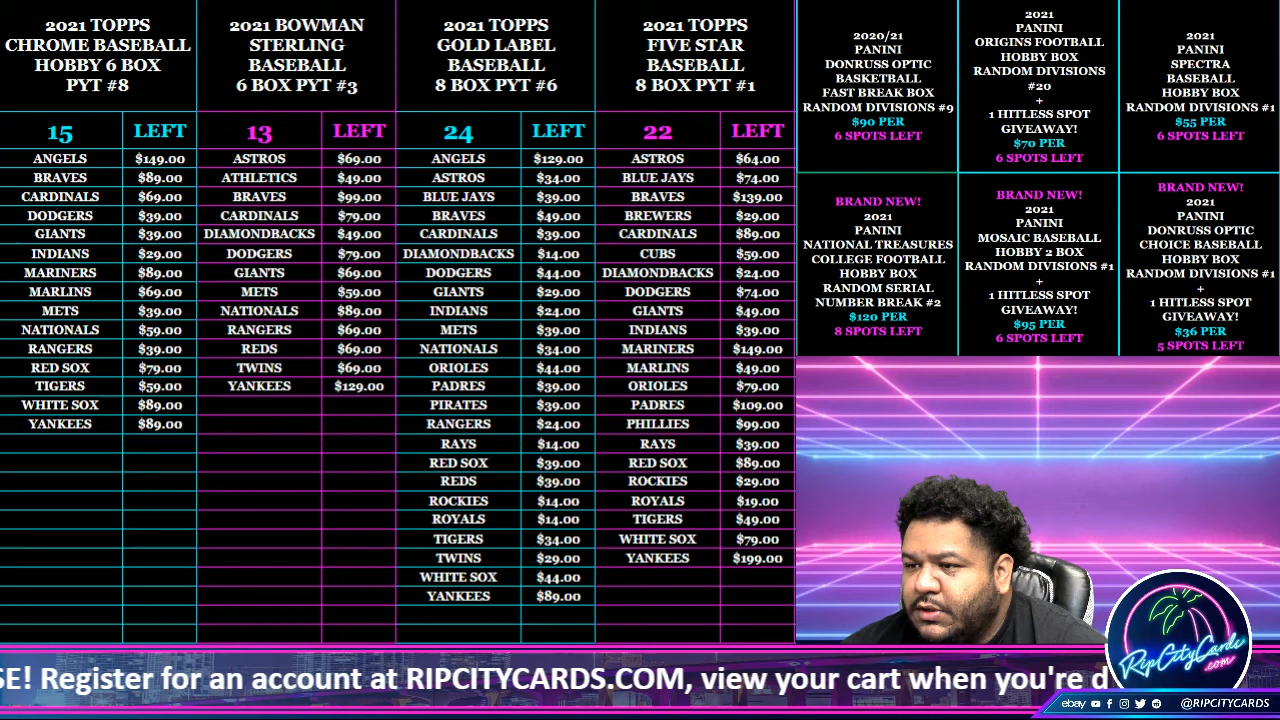 2021 TOPPS
CHROME BASEBALL
HOBBY 6 BOX
PYT #8
15 LEFT
ANGELS $149.00
BRAVES $89.00
CARDINALS $69.00
DODGERS $39.00
GIANTS $39.00
INDIANS $29.00
MARINERS $89.00
MARLINS $69.00
METS $39.00
NATIONALS $59.00
RANGERS $39.00
RED SOX $79.00
TIGERS $59.00
WHITE SOX $89.00
YANKEES $89.00
2021 BOWMAN
STERLING
BASEBALL
6 BOX PYT #3
13 LEFT
ASTROS $69.00
ATHLETICS $49.00
BRAVES $99.00
CARDINALS $79.00
DIAMONDBACKS $49.00
DODGERS $79.00
GIANTS $69.00
METS $59.00
NATIONALS $89.00
RANGERS $69.00
REDS $69.00
TWINS $69.00
YANKEES $129.00
2021 TOPPS
GOLD LABEL
BASEBALL
8 BOX PYT #6
24 LEFT
ANGELS $129.00
ASTROS $34.00
BLUE JAYS $39.00
BRAVES $49.00
CARDINALS $39.00
DIAMONDBACKS $14.00
DODGERS $44.00
GIANTS $29.00
INDIANS $24.00
METS $39.00
NATIONALS $34.00
ORIOLES $44.00
PADRES $39.00
PIRATES $39.00
RANGERS $24.00
RAYS $14.00
RED SOX $39.00
REDS $39.00
ROCKIES $14.00
ROYALS $14.00
TIGERS $34.00
TWINS $29.00
WHITE SOX $44.00
YANKEES $89.00
2021 TOPPS
FIVE STAR
BASEBALL
8 BOX PYT #1
22 LEFT
ASTROS $64.00
BLUE JAYS $74.00
BRAVES $139.00
BREWERS $29.00
CARDINALS $89.00
CUBS $59.00
DIAMONDBACKS $24.00
DODGERS $74.00
GIANTS $49.00
INDIANS $39.00
MARINERS $149.00
MARLINS $49.00
ORIOLES $79.00
PADRES $109.00
PHILLIES $99.00
RAYS $39.00
RED SOX $89.00
ROCKIES $29.00
ROYALS $19.00
TIGERS $49.00
WHITE SOX $79.00
YANKEES $199.00
2020/21
PANINI
DONRUSS OPTIC
BASKETBALL
FAST BREAK BOX
RANDOM DIVISIONS #9
$90 PER
6 SPOTS LEFT
2021
PANINI
ORIGINS FOOTBALL
HOBBY BOX
RANDOM DIVISIONS
#20
+
1 HITLESS SPOT
GIVEAWAY!
$70 PER
6 SPOTS LEFT
2021
PANINI
SPECTRA
BASEBALL
HOBBY BOX
RANDOM DIVISIONS #1
$55 PER
6 SPOTS LEFT
BRAND NEW!
2021
PANINI
NATIONAL TREASURES
COLLEGE FOOTBALL
HOBBY BOX
RANDOM SERIAL
NUMBER BREAK #2
$120 PER
8 SPOTS LEFT
BRAND NEW!
2021
PANINI
MOSAIC BASEBALL
HOBBY 2 BOX
RANDOM DIVISIONS #1
+
1 HITLESS SPOT
GIVEAWAY!
$95 PER
6 SPOTS LEFT
BRAND NEW!
2021
PANINI
DONRUSS OPTIC
CHOICE BASEBALL
HOBBY BOX
RANDOM DIVISIONS #1
+
1 HITLESS SPOT
GIVEAWAY!
$36 PER
5 SPOTS LEFT
SE! Register for an account at RIPCITYCARDS.COM, view your cart when you're d
RipCityCards
.com
ebay @RIPCITYCARDS